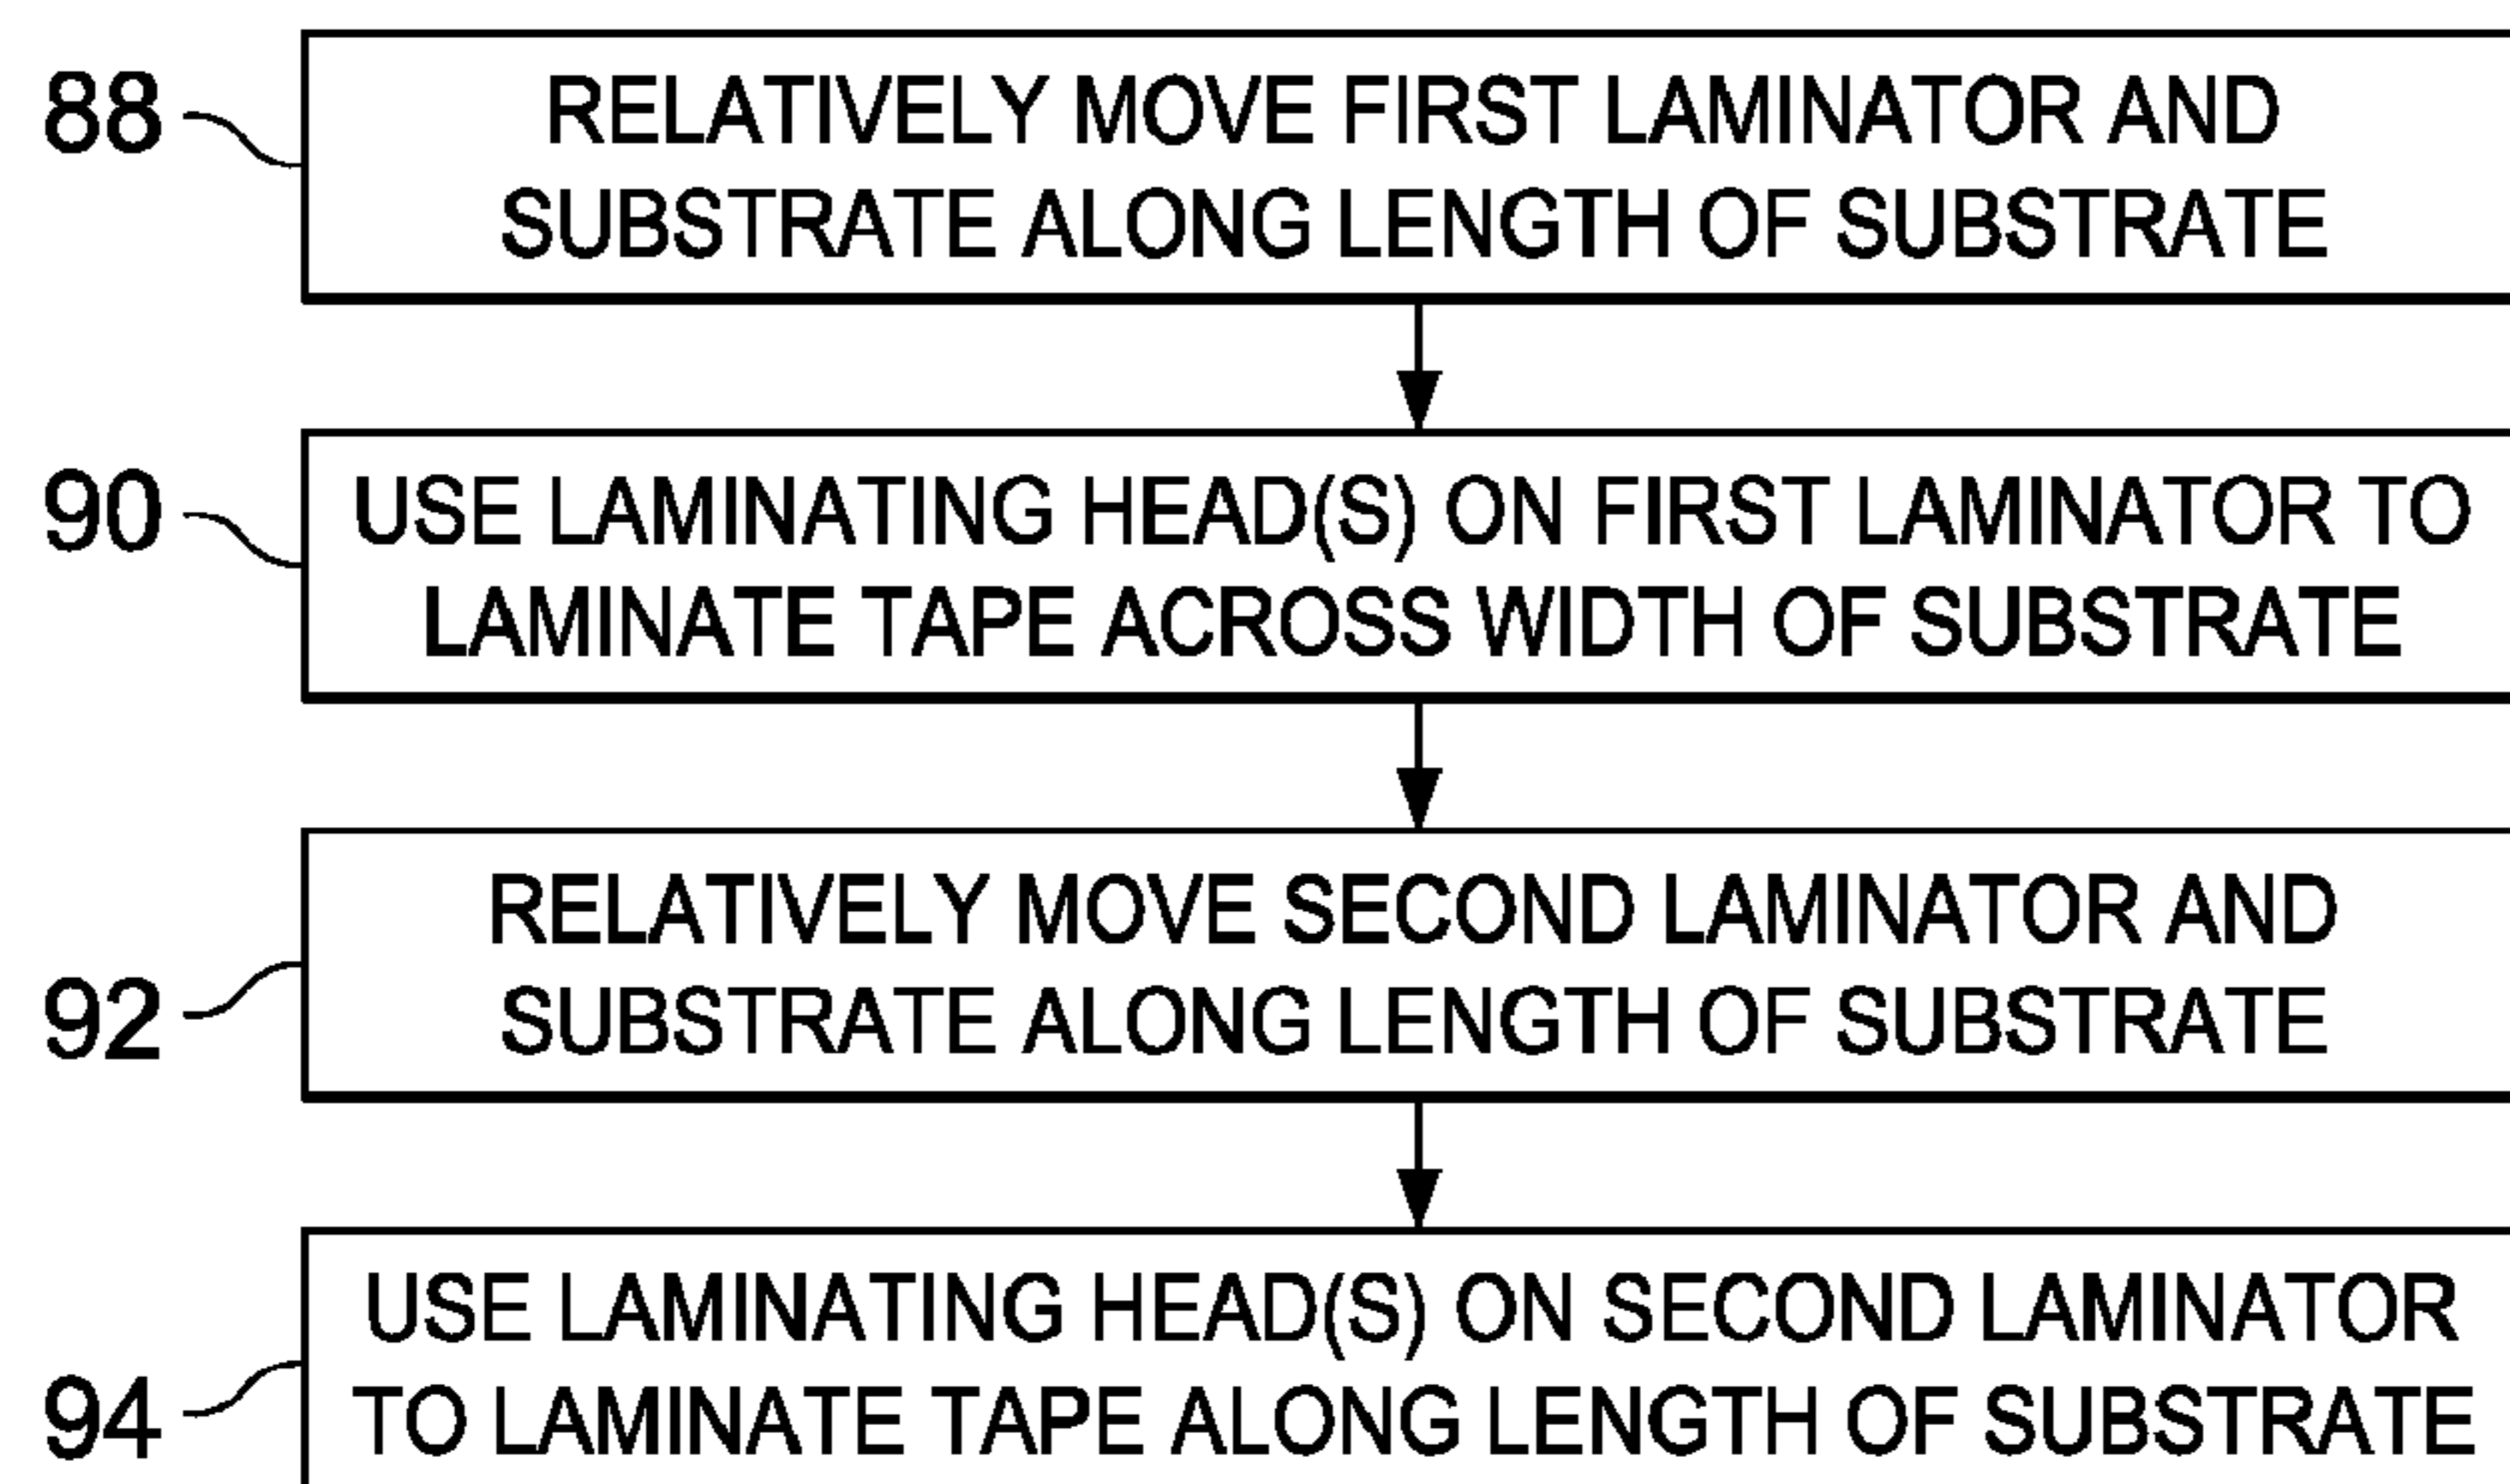 88
RELATIVELY MOVE FIRST LAMINATOR AND
SUBSTRATE ALONG LENGTH OF SUBSTRATE
90
USE LAMINATING HEAD(S) ON FIRST LAMINATOR TO
LAMINATE TAPE ACROSS WIDTH OF SUBSTRATE
92
RELATIVELY MOVE SECOND LAMINATOR AND
SUBSTRATE ALONG LENGTH OF SUBSTRATE
94
USE LAMINATING HEAD(S) ON SECOND LAMINATOR
TO LAMINATE TAPE ALONG LENGTH OF SUBSTRATE